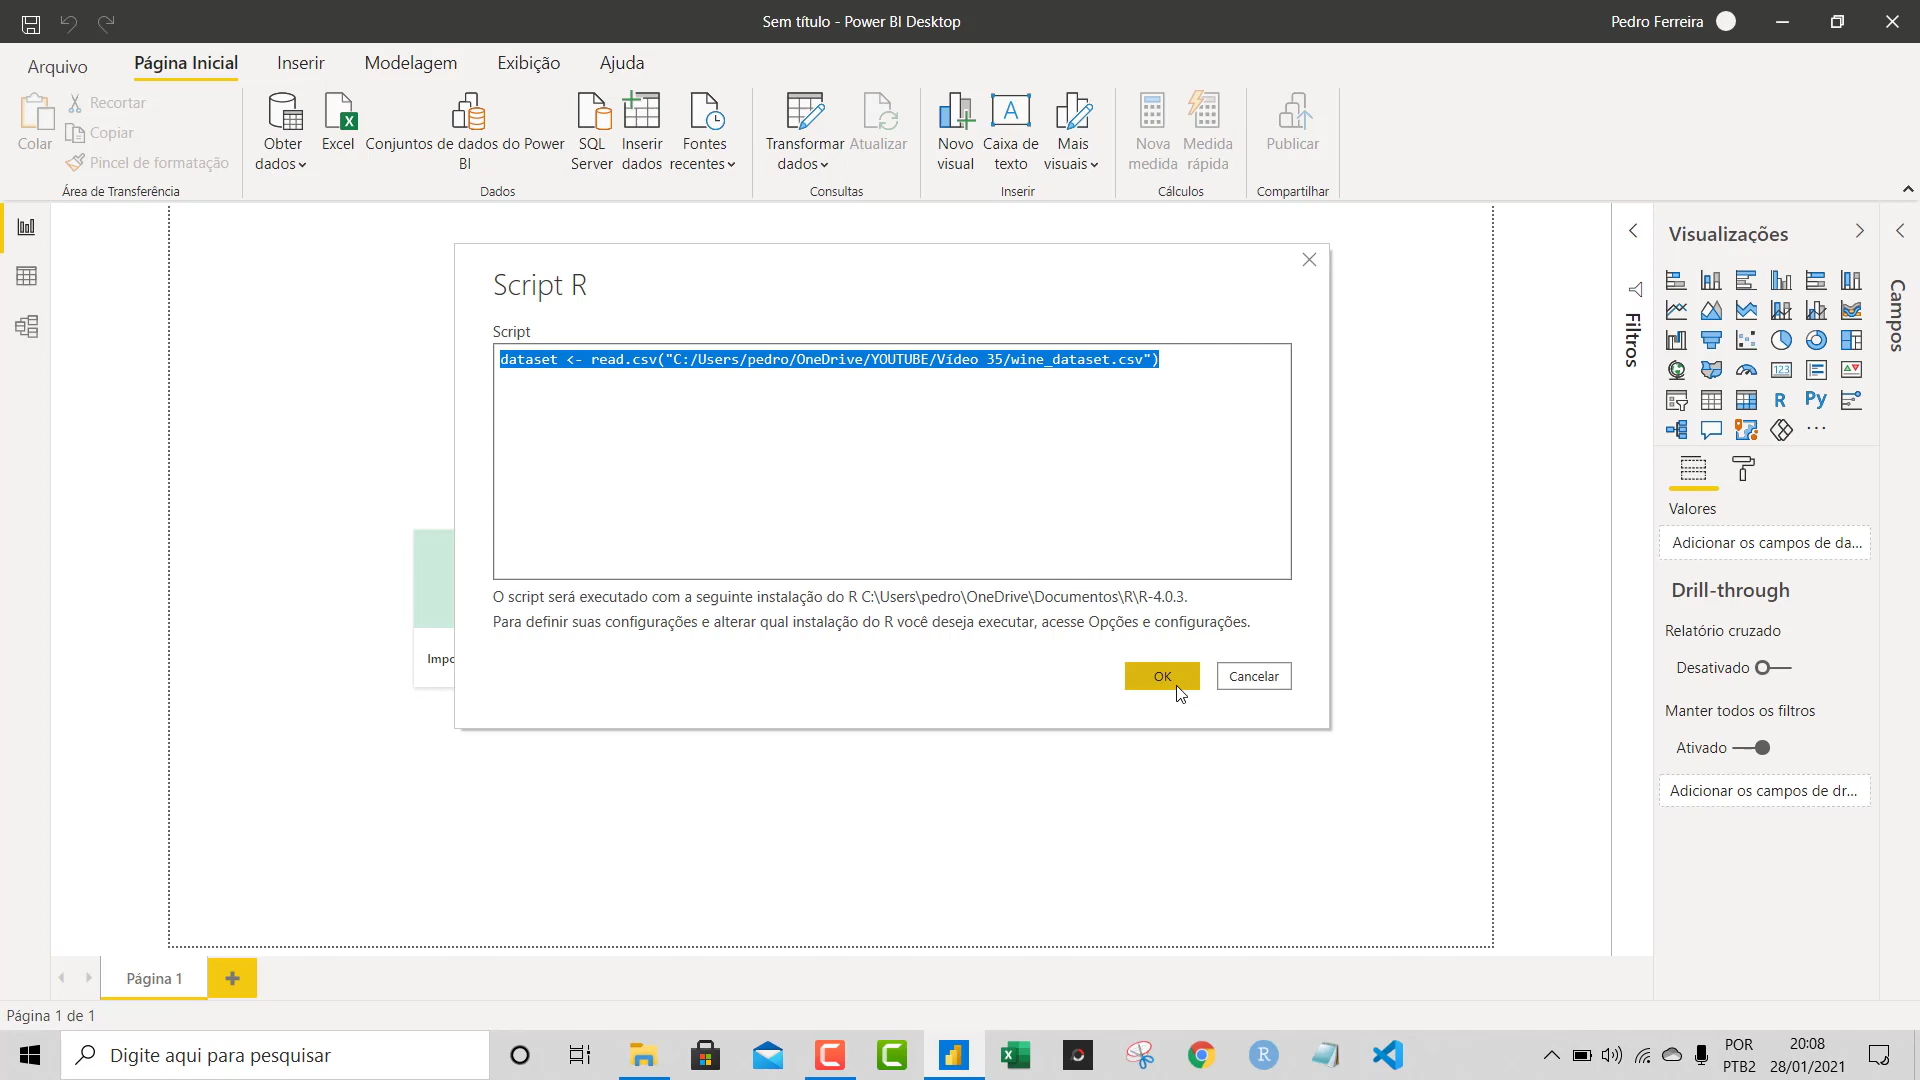 Sem título - Power BI Desktop
Pedro Ferreira
Arquivo
Página Inicial
Inserir
Modelagem
Exibição
Ajuda
Colar
Recortar
Copiar
Pincel de formatação
Área de Transferência
Obter
dados
Excel
Conjuntos de dados do Power
BI
SQL
Server
Inserir
dados
Fontes
recentes
Dados
Transformar
dados
Atualizar
Consultas
Novo
visual
Caixa de
texto
Mais
visuais
Inserir
Nova
medida
Medida
rápida
Cálculos
Publicar
Compartilhar
Script R
Script
dataset <- read.csv("C:/Users/pedro/OneDrive/YOUTUBE/Vídeo 35/wine_dataset.csv")
O script será executado com a seguinte instalação do R C:\Users\pedro\OneDrive\Documentos\R\R-4.0.3.
Para definir suas configurações e alterar qual instalação do R você deseja executar, acesse Opções e configurações.
OK
Cancelar
Impo
Filtros
Visualizações
123
R
Py
Valores
Adicionar os campos de da...
Drill-through
Relatório cruzado
Desativado
Manter todos os filtros
Ativado
Adicionar os campos de dr...
Campos
Página 1
Página 1 de 1
Digite aqui para pesquisar
POR
PTB2
20:08
28/01/2021